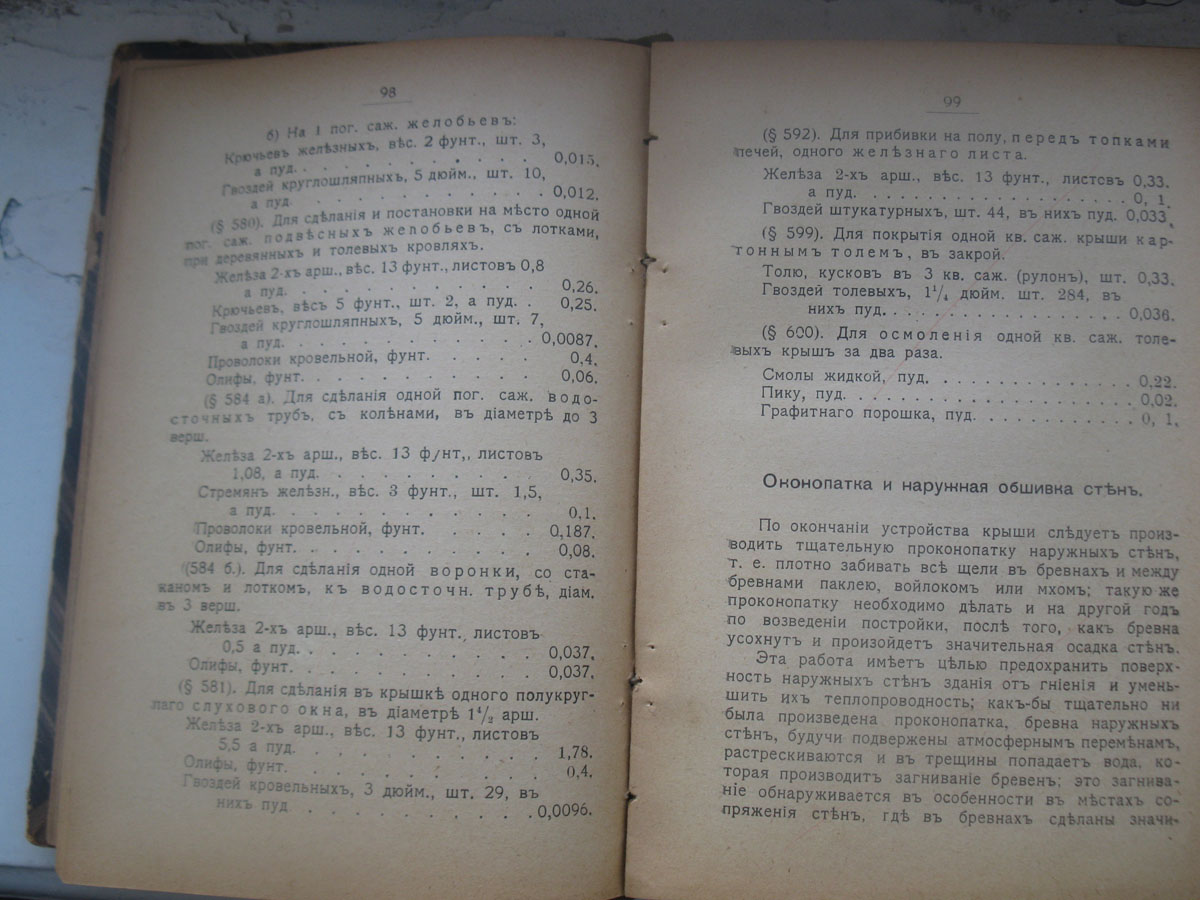 98
б) На 1 пог. саж. желобьевъ:
Крючьевъ желѣзныхъ, вѣс. 2 фунт., шт. 3,
а пуд. . . . . . . . . . . 0,015.
Гвоздей круглошляпныхъ, 5 дюйм., шт. 10,
а пуд. . . . . . . . . . . 0,012.
(§ 580). Для сдѣланія и постановки на мѣсто одной
пог. саж. подвѣсныхъ желобьевъ, съ лотками,
при деревянныхъ и толевыхъ кровляхъ.
Желѣза 2-хъ арш., вѣс. 13 фунт., листовъ 0,8
а пуд. . . . . . . . . . . 0,26.
Крючьевъ, вѣсъ 5 фунт., шт. 2, а пуд. . 0,25.
Гвоздей круглошляпныхъ, 5 дюйм., шт. 7,
а пуд. . . . . . . . . . . 0,0087.
Проволоки кровельной, фунт. . . . . . 0,4.
Олифы, фунт. . . . . . . . . . . 0,06.
(§ 584 а). Для сдѣланія одной пог. саж. водо-
сточныхъ трубъ, съ колѣнами, въ діаметрѣ до 3
верш.
Желѣза 2-хъ арш., вѣс. 13 ф/нт,, листовъ
1,08, а пуд. . . . . . . . . . 0,35.
Стремянъ желѣзн., вѣс. 3 фунт., шт. 1,5,
а пуд. . . . . . . . . . . 0,1.
Проволоки кровельной, фунт. . . . . . 0,187.
Олифы, фунт. . . . . . . . . . . 0,08.
(584 б.). Для сдѣланія одной воронки, со ста-
каномъ и лоткомъ, къ водосточн. трубѣ, діам.
въ 3 верш.
Желѣза 2-хъ арш., вѣс. 13 фунт., листовъ
0,5 а пуд. . . . . . . . . . . 0,037.
Олифы, фунт. . . . . . . . . . . 0,037.
(§ 581). Для сдѣланія въ крышкѣ одного полукруг-
лаго слухового окна, въ діаметрѣ 1¹/₂ арш.
Желѣза 2-хъ арш., вѣс. 13 фунт., листовъ
5,5 а пуд. . . . . . . . . . . 1,78.
Олифы, фунт. . . . . . . . . . . 0,4.
Гвоздей кровельныхъ, 3 дюйм., шт. 29, въ
нихъ пуд. . . . . . . . . . . 0,0096.
99
(§ 592). Для прибивки на полу, передъ топками
печей, одного желѣзнаго листа.
Желѣза 2-хъ арш., вѣс. 13 фунт., листовъ 0,33.
а пуд. . . . . . . . . . . . . 0, 1.
Гвоздей штукатурныхъ, шт. 44, въ нихъ пуд. 0,033.
(§ 599). Для покрытія одной кв. саж. крыши кар-
тоннымъ толемъ, въ закрой.
Толю, кусковъ въ 3 кв. саж. (рулон), шт. 0,33.
Гвоздей толевыхъ, 1¹/₄ дюйм. шт. 284, въ
нихъ пуд. . . . . . . . . . . 0,036.
(§ 600). Для осмоленія одной кв. саж. толе-
выхъ крышъ за два раза.
Смолы жидкой, пуд. . . . . . . . . . 0,22.
Пику, пуд. . . . . . . . . . . . . 0,02.
Графитнаго порошка, пуд. . . . . . . . 0, 1.
Оконопатка и наружная обшивка стѣнъ.
По окончаніи устройства крыши слѣдуетъ произ-
водить тщательную проконопатку наружныхъ стѣнъ,
т. е. плотно забивать всѣ щели въ бревнахъ и между
бревнами паклею, войлокомъ или мхомъ; такую же
проконопатку необходимо дѣлать и на другой годъ
по возведеніи постройки, послѣ того, какъ бревна
усохнутъ и произойдетъ значительная осадка стѣнъ.
Эта работа имѣетъ цѣлью предохранить поверх-
ность наружныхъ стѣнъ зданія отъ гніенія и умень-
шить ихъ теплопроводность; какъ-бы тщательно ни
была произведена проконопатка, бревна наружныхъ
стѣнъ, будучи подвержены атмосфернымъ перемѣнамъ,
растрескиваются и въ трещины попадаетъ вода, ко-
торая производитъ загниваніе бревенъ; это загнива-
ніе обнаруживается въ особенности въ мѣстахъ со-
пряженія стѣнъ, гдѣ въ бревнахъ сдѣланы значи-